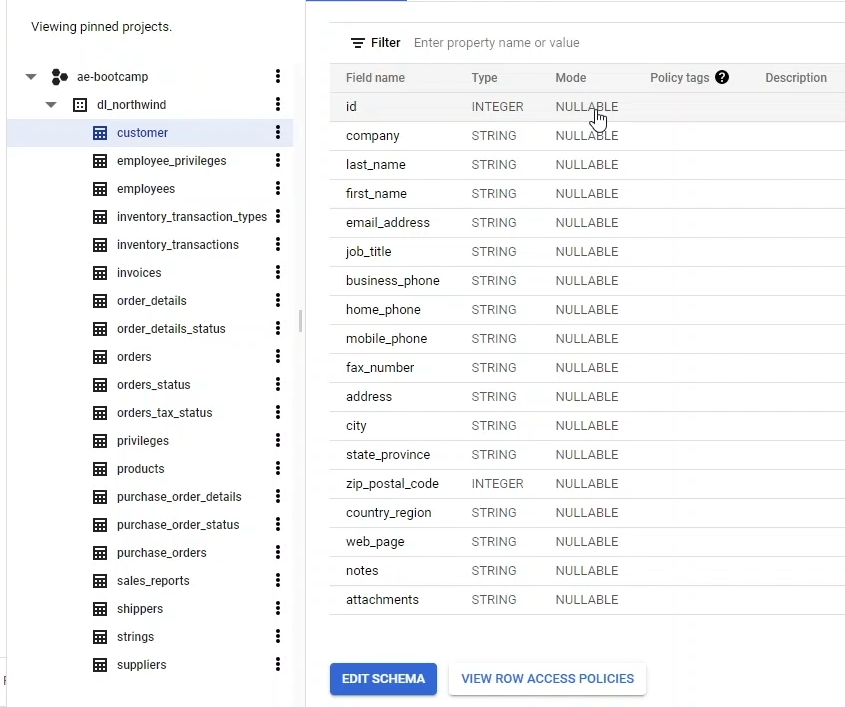 Viewing pinned projects.
ae-bootcamp
dl_northwind
customer
employee_privileges
employees
inventory_transaction_types
inventory_transactions
invoices
order_details
order_details_status
orders
orders_status
orders_tax_status
privileges
products
purchase_order_details
purchase_order_status
purchase_orders
sales_reports
shippers
strings
suppliers
Filter Enter property name or value
Field name Type Mode Policy tags ? Description
id INTEGER NULLABLE
company STRING NULLABLE
last_name STRING NULLABLE
first_name STRING NULLABLE
email_address STRING NULLABLE
job_title STRING NULLABLE
business_phone STRING NULLABLE
home_phone STRING NULLABLE
mobile_phone STRING NULLABLE
fax_number STRING NULLABLE
address STRING NULLABLE
city STRING NULLABLE
state_province STRING NULLABLE
zip_postal_code INTEGER NULLABLE
country_region STRING NULLABLE
web_page STRING NULLABLE
notes STRING NULLABLE
attachments STRING NULLABLE
EDIT SCHEMA VIEW ROW ACCESS POLICIES